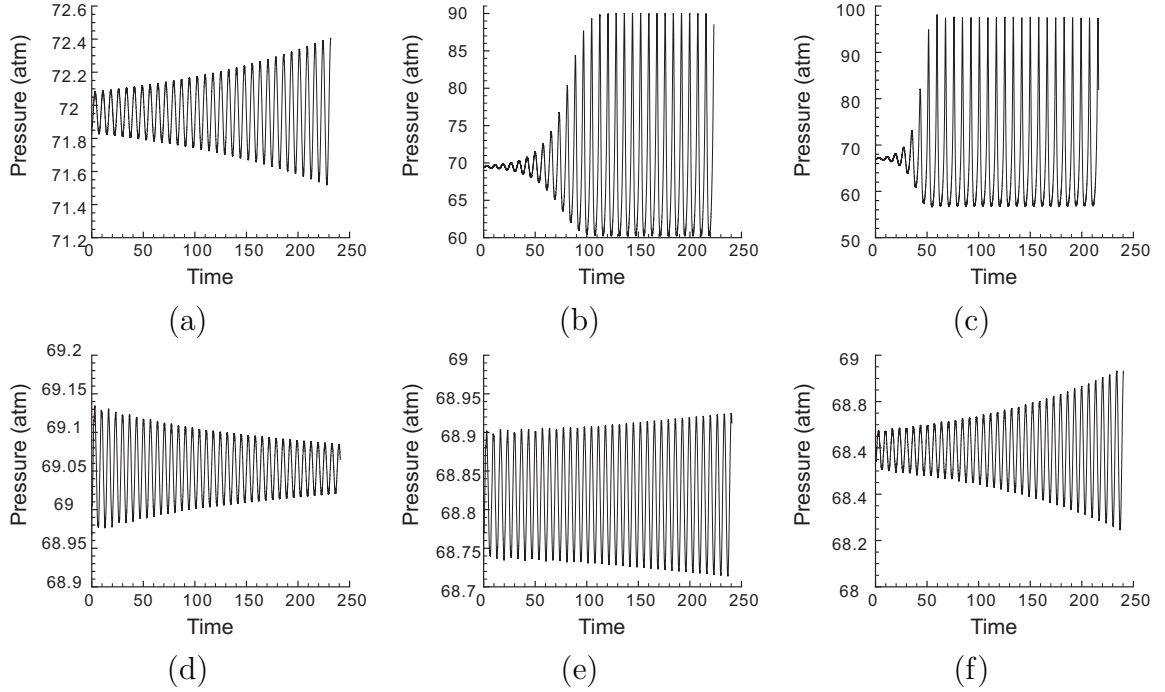 72.6
72.4
72.2
72
71.8
71.6
71.4
71.2
Pressure (atm)
0 50 100 150 200 250
Time
(a)
90
85
80
75
70
65
60
Pressure (atm)
0 50 100 150 200 250
Time
(b)
100
90
80
70
60
50
Pressure (atm)
0 50 100 150 200 250
Time
(c)
69.2
69.15
69.1
69.05
69
68.95
68.9
Pressure (atm)
0 50 100 150 200 250
Time
(d)
69
68.95
68.9
68.85
68.8
68.75
68.7
Pressure (atm)
0 50 100 150 200 250
Time
(e)
69
68.8
68.6
68.4
68.2
68
Pressure (atm)
0 50 100 150 200 250
Time
(f)